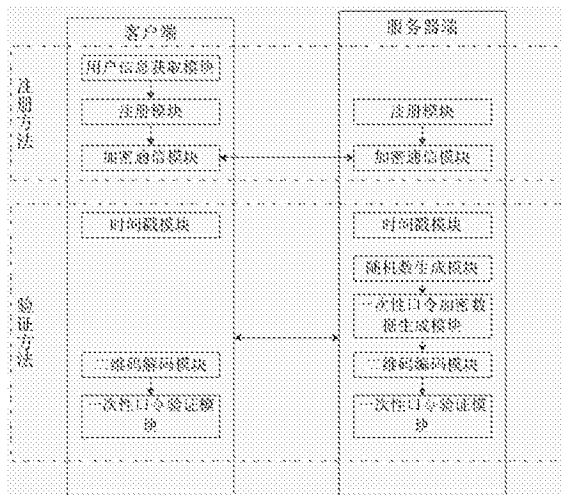 客户端
服务器端
注册方法
用户信息获取模块
注册模块
注册模块
加密通信模块
加密通信模块
验证方法
时间戳模块
时间戳模块
随机数生成模块
一次性口令加密数
据生成模块
二维码解码模块
二维码编码模块
一次性口令验证模
块
一次性口令验证模
块